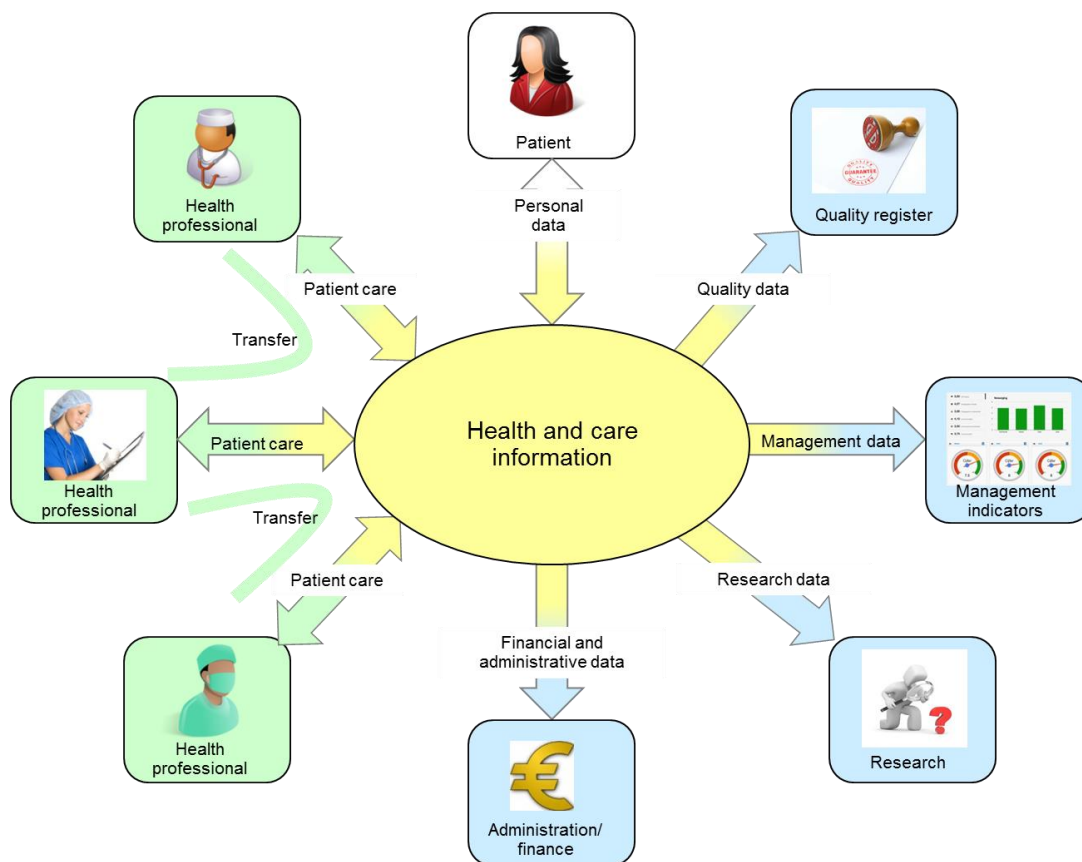 Patient
Health
professional
GUARANTEE
Quality register
Personal
data
Patient care
Quality data
Transfer
Health and care
information
Patient care
Management data
Health
professional
Management
indicators
Transfer
Patient care
Research data
Financial and
administrative data
Health
professional
Research
Administration/
finance